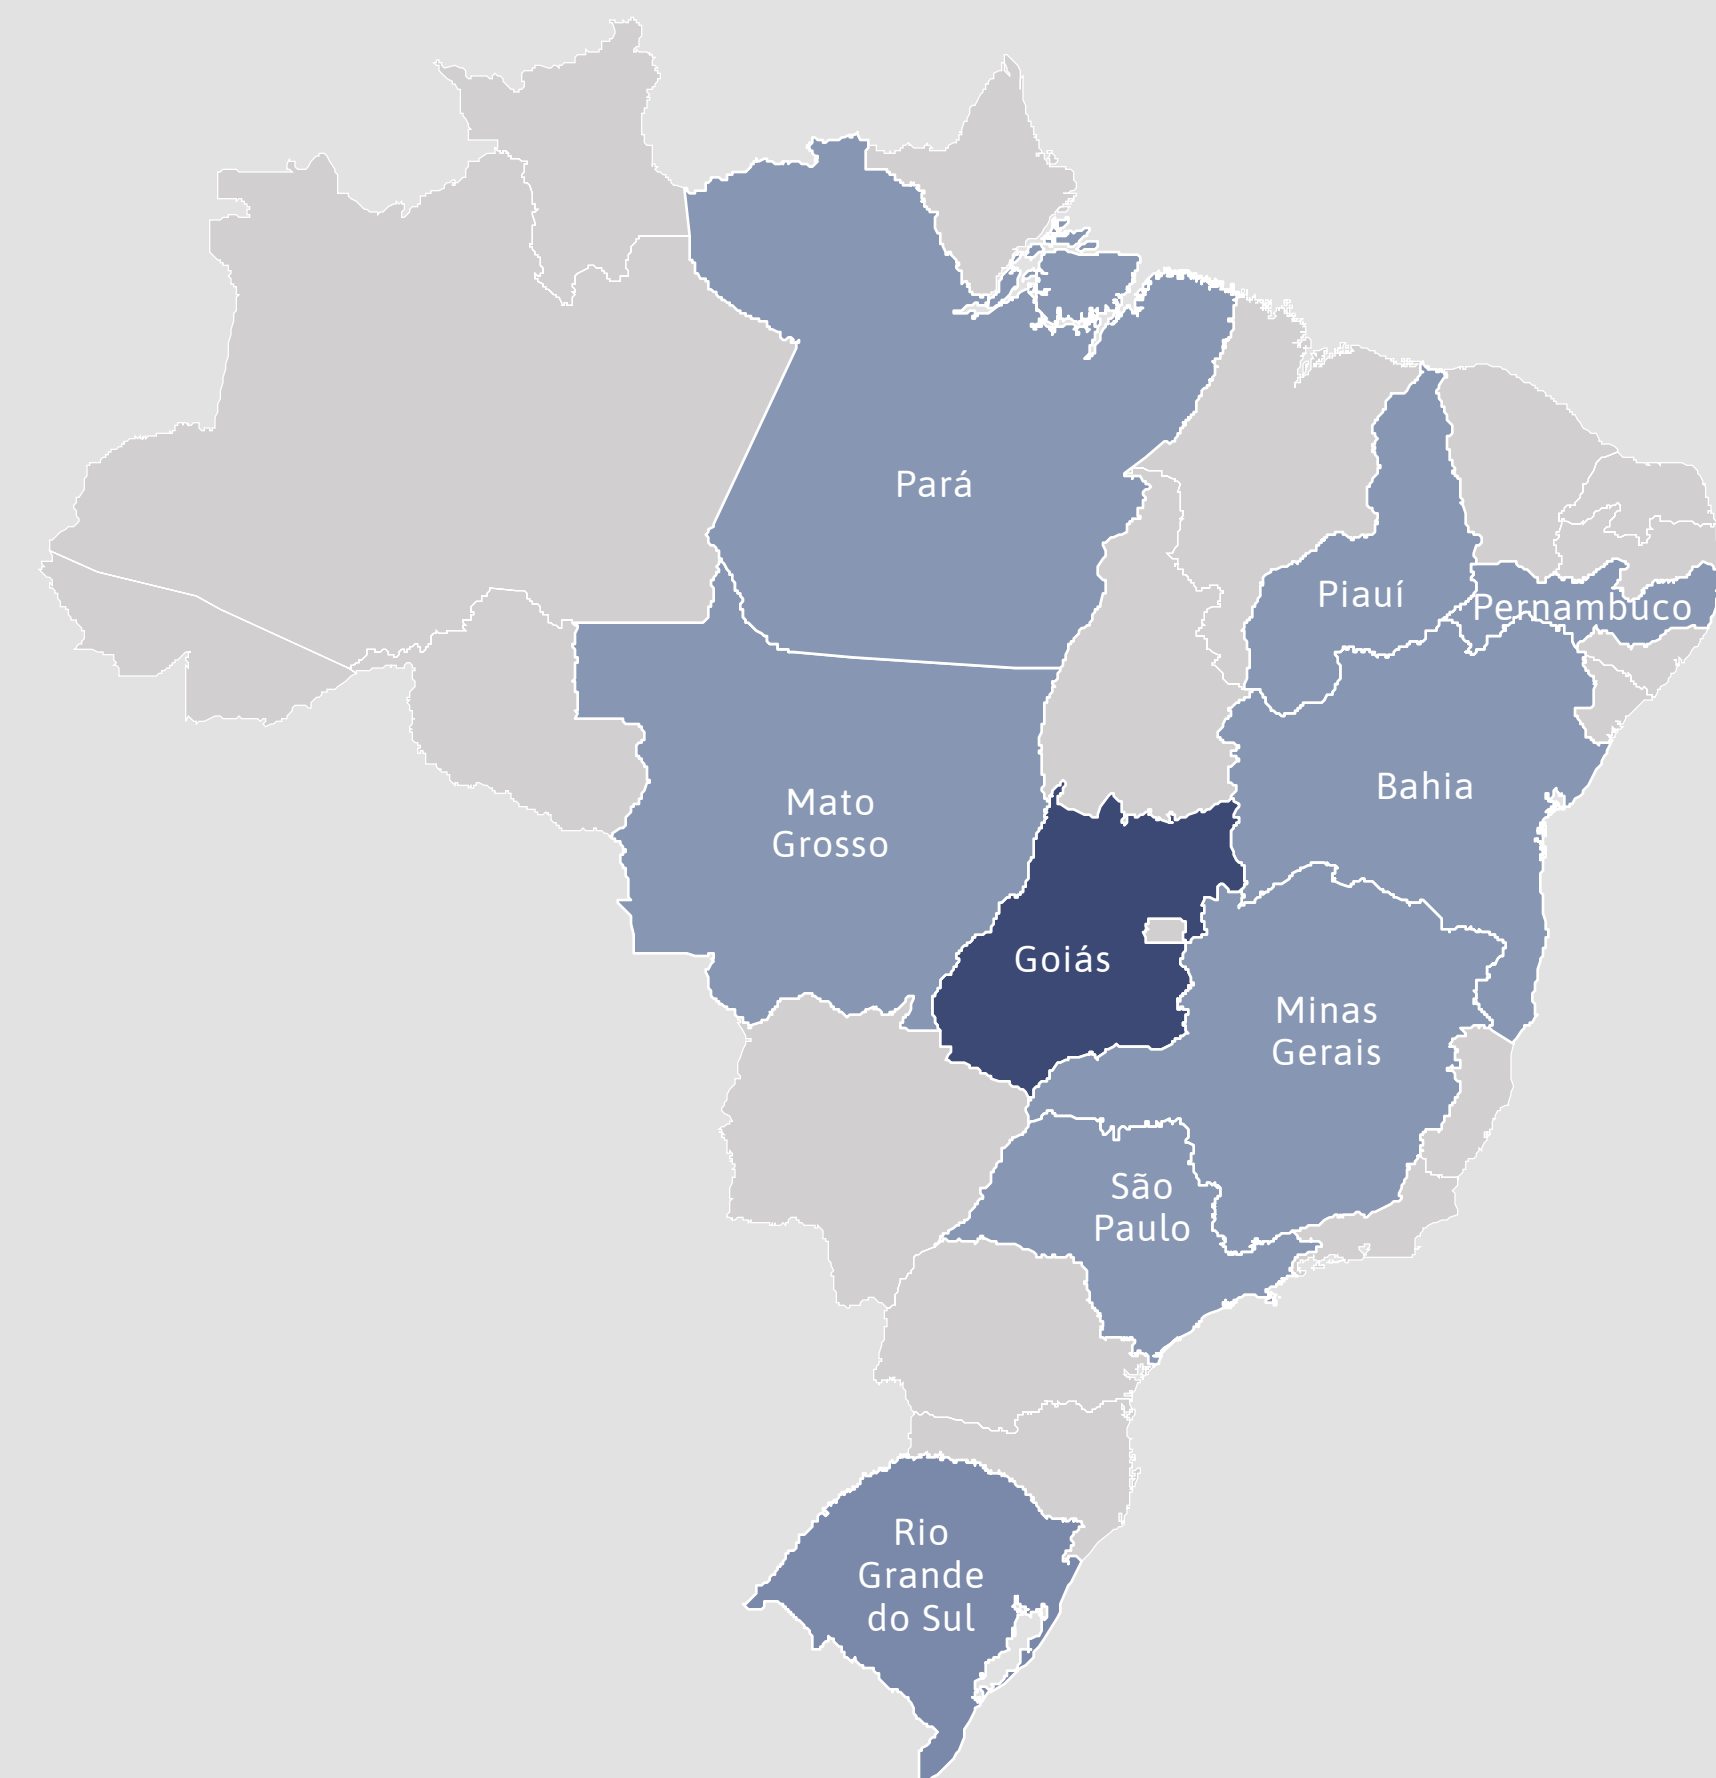 Pará
Piauí
Pernambuco
Bahia
Mato
Grosso
Goiás
Minas
Gerais
São
Paulo
Rio
Grande
do Sul